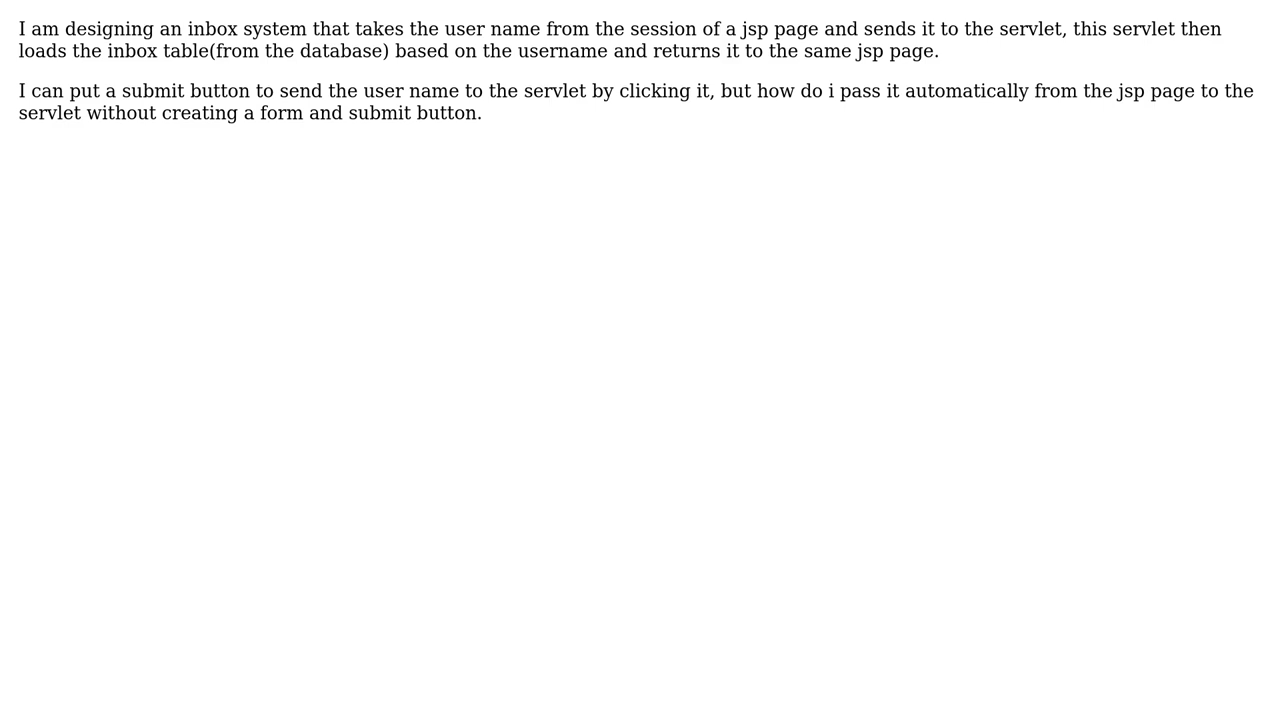 I am designing an inbox system that takes the user name from the session of a jsp page and sends it to the servlet, this servlet then
loads the inbox table(from the database) based on the username and returns it to the same jsp page.
I can put a submit button to send the user name to the servlet by clicking it, but how do i pass it automatically from the jsp page to the
servlet without creating a form and submit button.